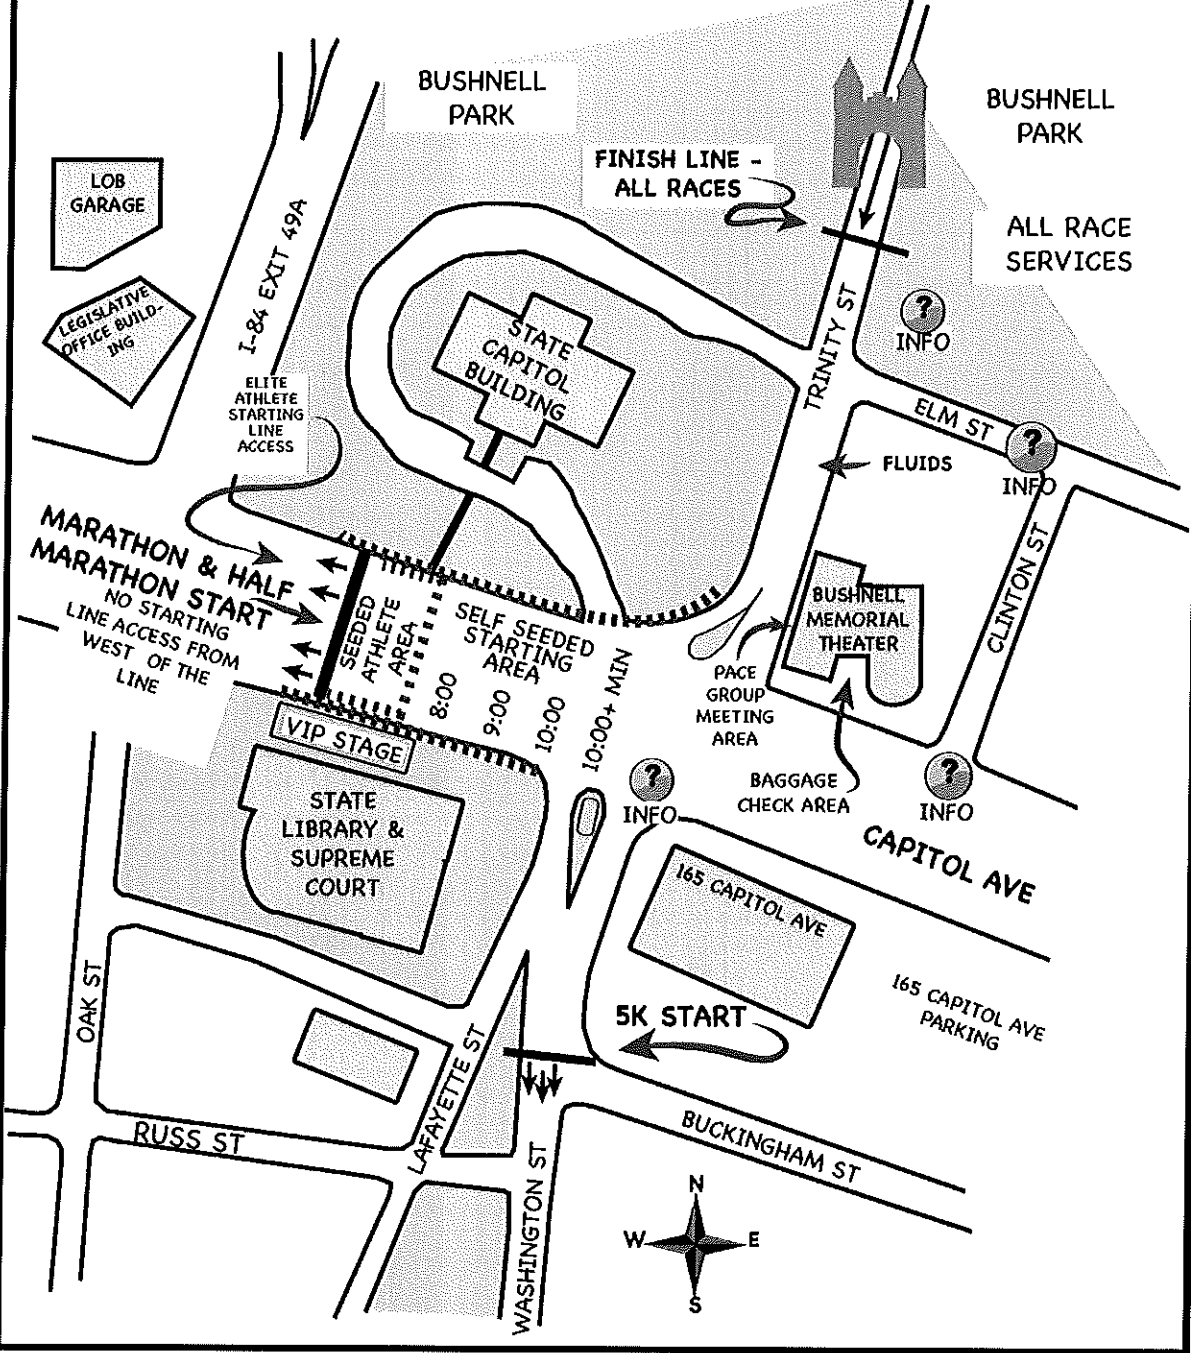 BUSHNELL
PARK
BUSHNELL
PARK
FINISH LINE -
ALL RACES
LOB
GARAGE
ALL RACE
SERVICES
I-84 EXIT 49A
LEGISLATIVE
OFFICE BUILD-
ING
?
INFO
STATE
CAPITOL
BUILDING
TRINITY ST
ELITE
ATHLETE
STARTING
LINE
ACCESS
ELM ST
?
INFO
FLUIDS
MARATHON & HALF
MARATHON START
NO STARTING
LINE ACCESS FROM
WEST OF THE
LINE
SEEDED
ATHLETE
AREA
SELF SEEDED
STARTING
AREA
8:00
9:00
10:00
10:00+ MIN
BUSHNELL
MEMORIAL
THEATER
CLINTON ST
PACE
GROUP
MEETING
AREA
VIP STAGE
BAGGAGE
CHECK AREA
?
INFO
?
INFO
STATE
LIBRARY &
SUPREME
COURT
CAPITOL AVE
165 CAPITOL AVE
165 CAPITOL AVE
PARKING
5K START
OAK ST
LAFAYETTE ST
RUSS ST
BUCKINGHAM ST
WASHINGTON ST
N
W E
S